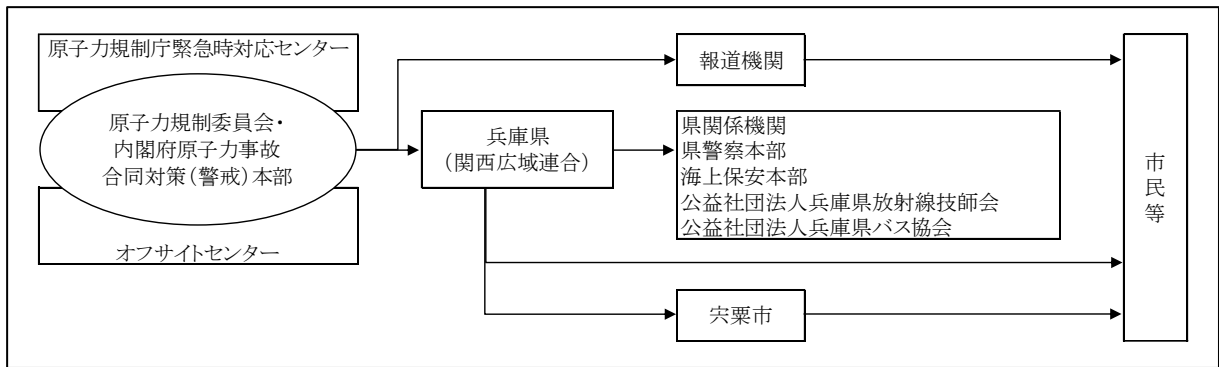 原子力規制庁緊急時対応センター
原子力規制委員会・
内閣府原子力事故
合同対策（警戒）本部
オフサイトセンター
兵庫県
（関西広域連合）
報道機関
県関係機関
県警察本部
海上保安本部
公益社団法人兵庫県放射線技師会
公益社団法人兵庫県バス協会
宍粟市
市民等